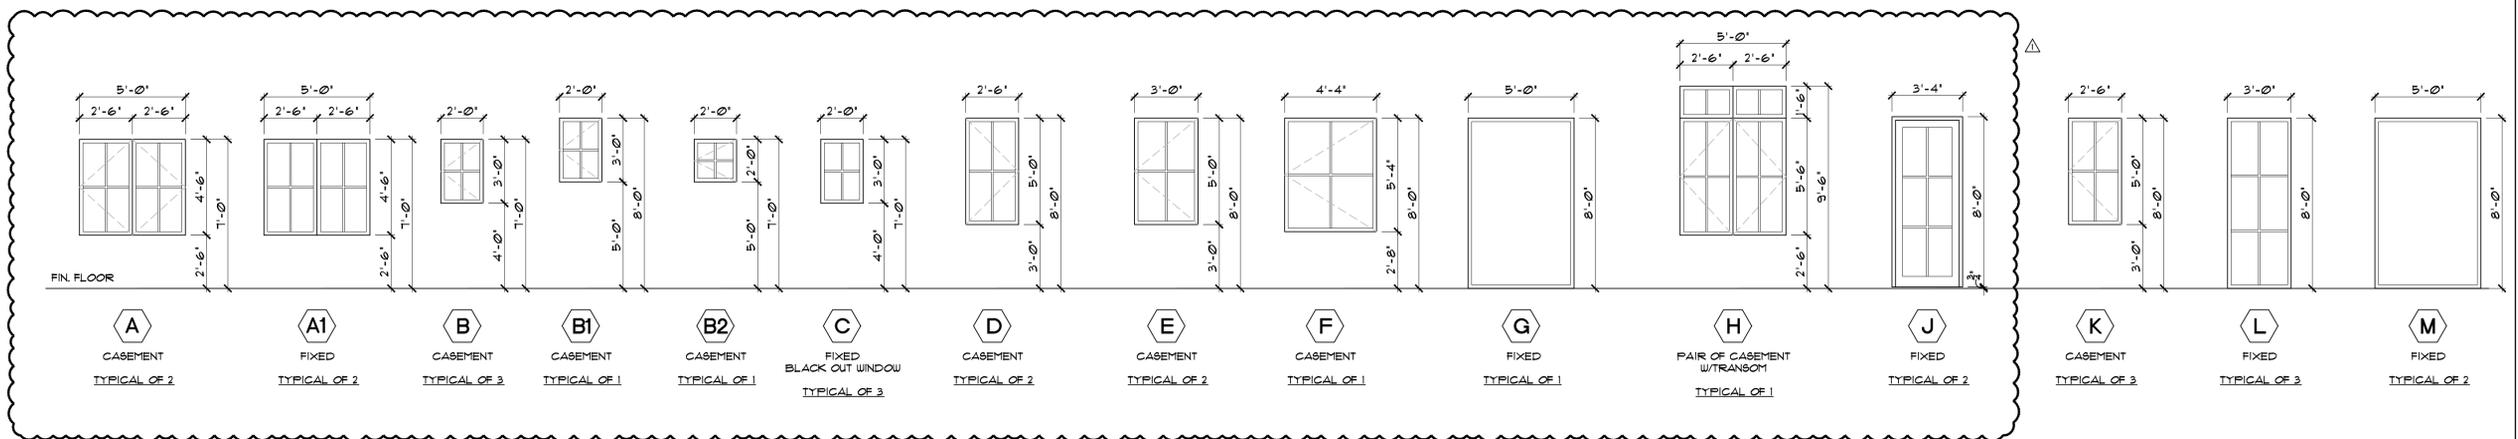 5'-0"
2'-6" 2'-6"
4'-6"
7'-0"
2'-6"
FIN. FLOOR
A
CASEMENT
TYPICAL OF 2
5'-0"
2'-6" 2'-6"
4'-6"
7'-0"
2'-6"
A1
FIXED
TYPICAL OF 2
2'-0"
3'-0"
7'-0"
4'-0"
B
CASEMENT
TYPICAL OF 3
2'-0"
3'-0"
8'-0"
5'-0"
B1
CASEMENT
TYPICAL OF 1
2'-0"
2'-0"
7'-0"
5'-0"
B2
CASEMENT
TYPICAL OF 1
2'-0"
3'-0"
7'-0"
4'-0"
C
FIXED
BLACK OUT WINDOW
TYPICAL OF 3
2'-6"
5'-0"
8'-0"
3'-0"
D
CASEMENT
TYPICAL OF 2
3'-0"
5'-0"
8'-0"
3'-0"
E
CASEMENT
TYPICAL OF 2
4'-4"
5'-4"
8'-0"
2'-8"
F
CASEMENT
TYPICAL OF 1
5'-0"
8'-0"
G
FIXED
TYPICAL OF 1
5'-0"
2'-6" 2'-6"
1'-6"
5'-6"
9'-6"
2'-6"
H
PAIR OF CASEMENT
W/TRANSOM
TYPICAL OF 1
3'-4"
8'-0"
J
FIXED
TYPICAL OF 2
1
2'-6"
5'-0"
8'-0"
3'-0"
K
CASEMENT
TYPICAL OF 3
3'-0"
8'-0"
L
FIXED
TYPICAL OF 3
5'-0"
8'-0"
M
FIXED
TYPICAL OF 2